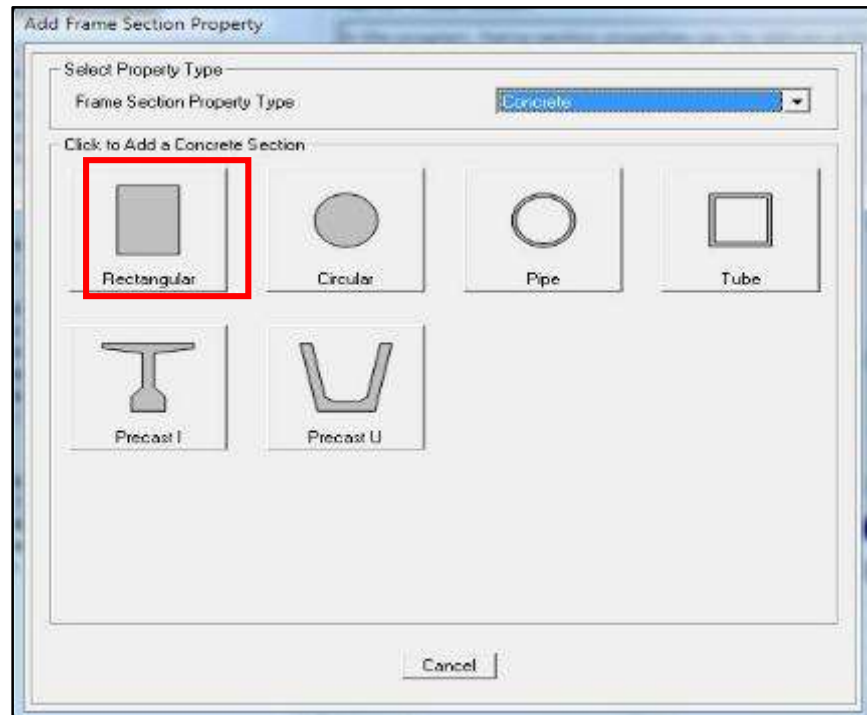 Add Frame Section Property
Select Property Type
Frame Section Property Type
Concrete
Click to Add a Concrete Section
Rectangular
Circular
Pipe
Tube
Precast I
Precast U
Cancel